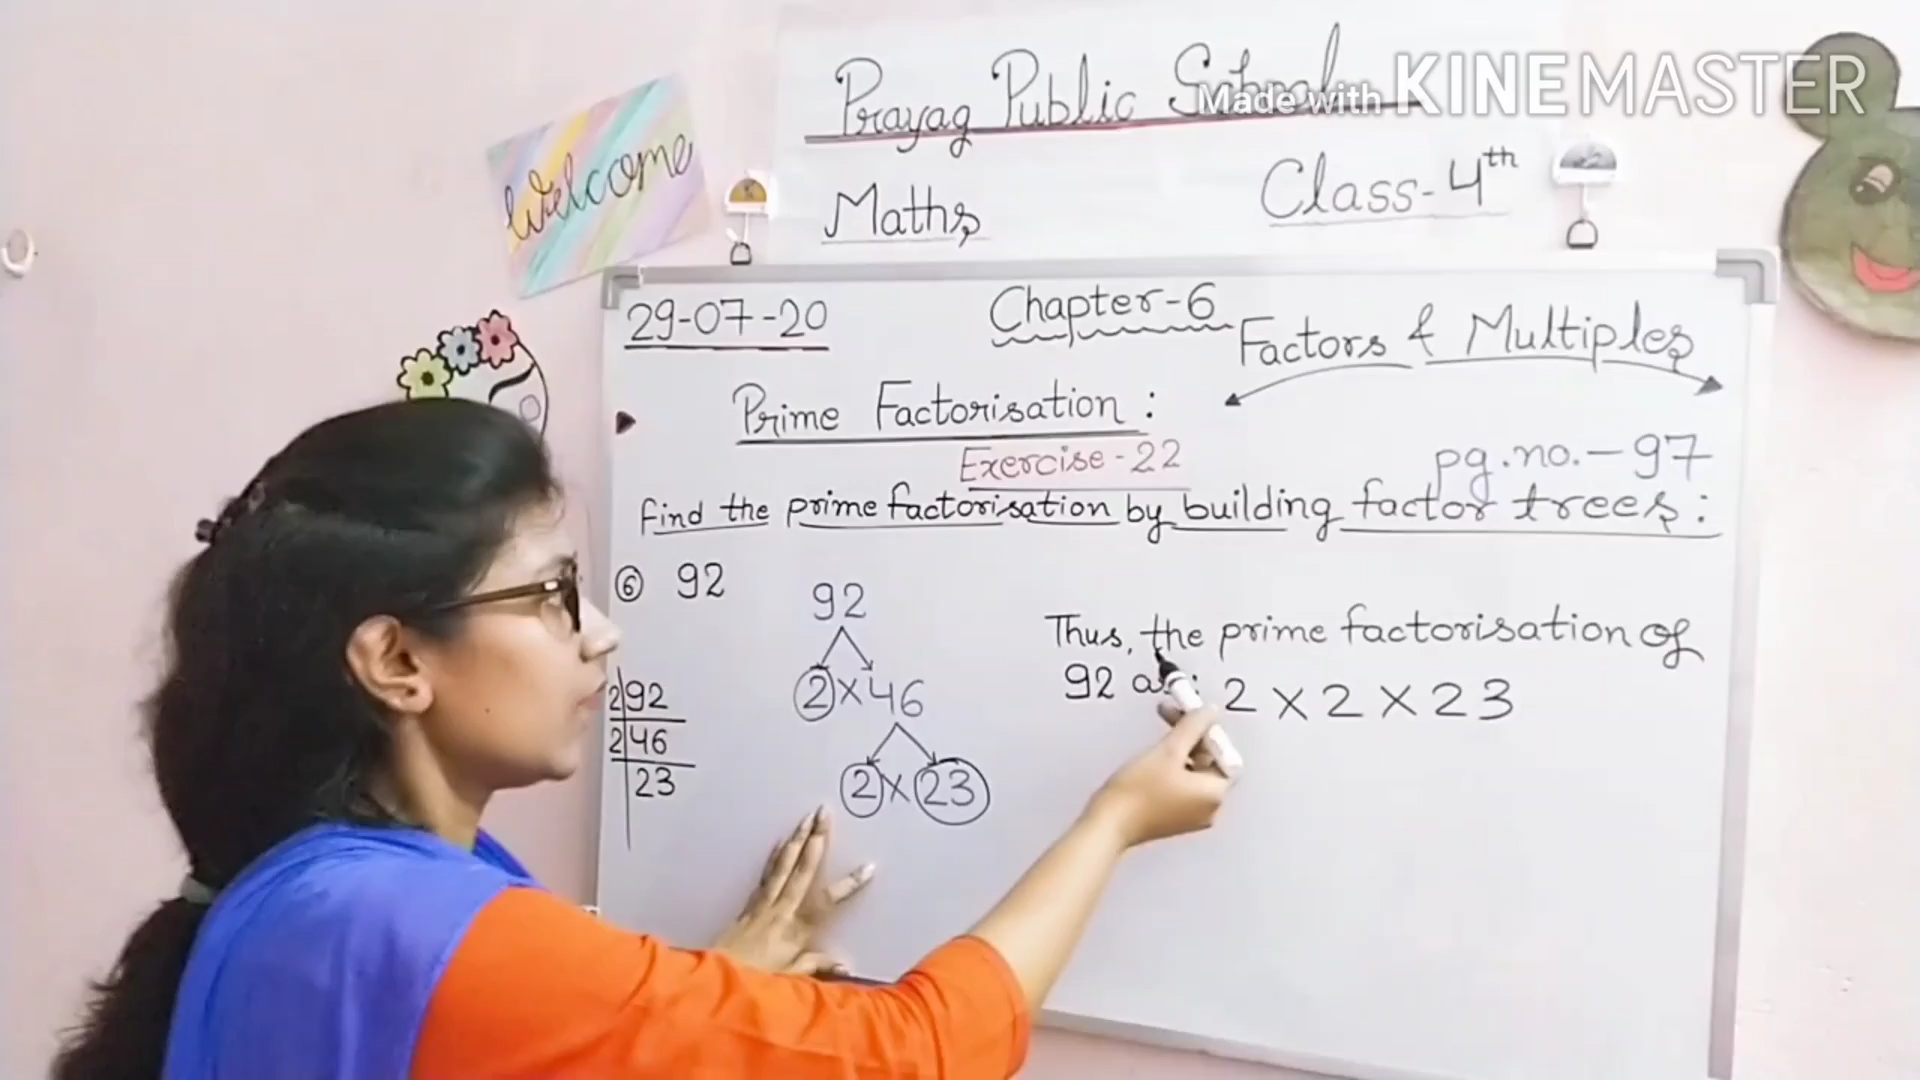 Prayag Public School
Made with KINEMASTER
welcome
Maths
Class-4th
29-07-20
Chapter-6
Factors & Multiples
Prime Factorisation :
Exercise-22
pg.no.-97
Find the prime factorisation by building factor trees:
⑥ 92
92
2 × 46
2 × 23
2 92
2 46
23
Thus, the prime factorisation of
92 2 × 2 × 23